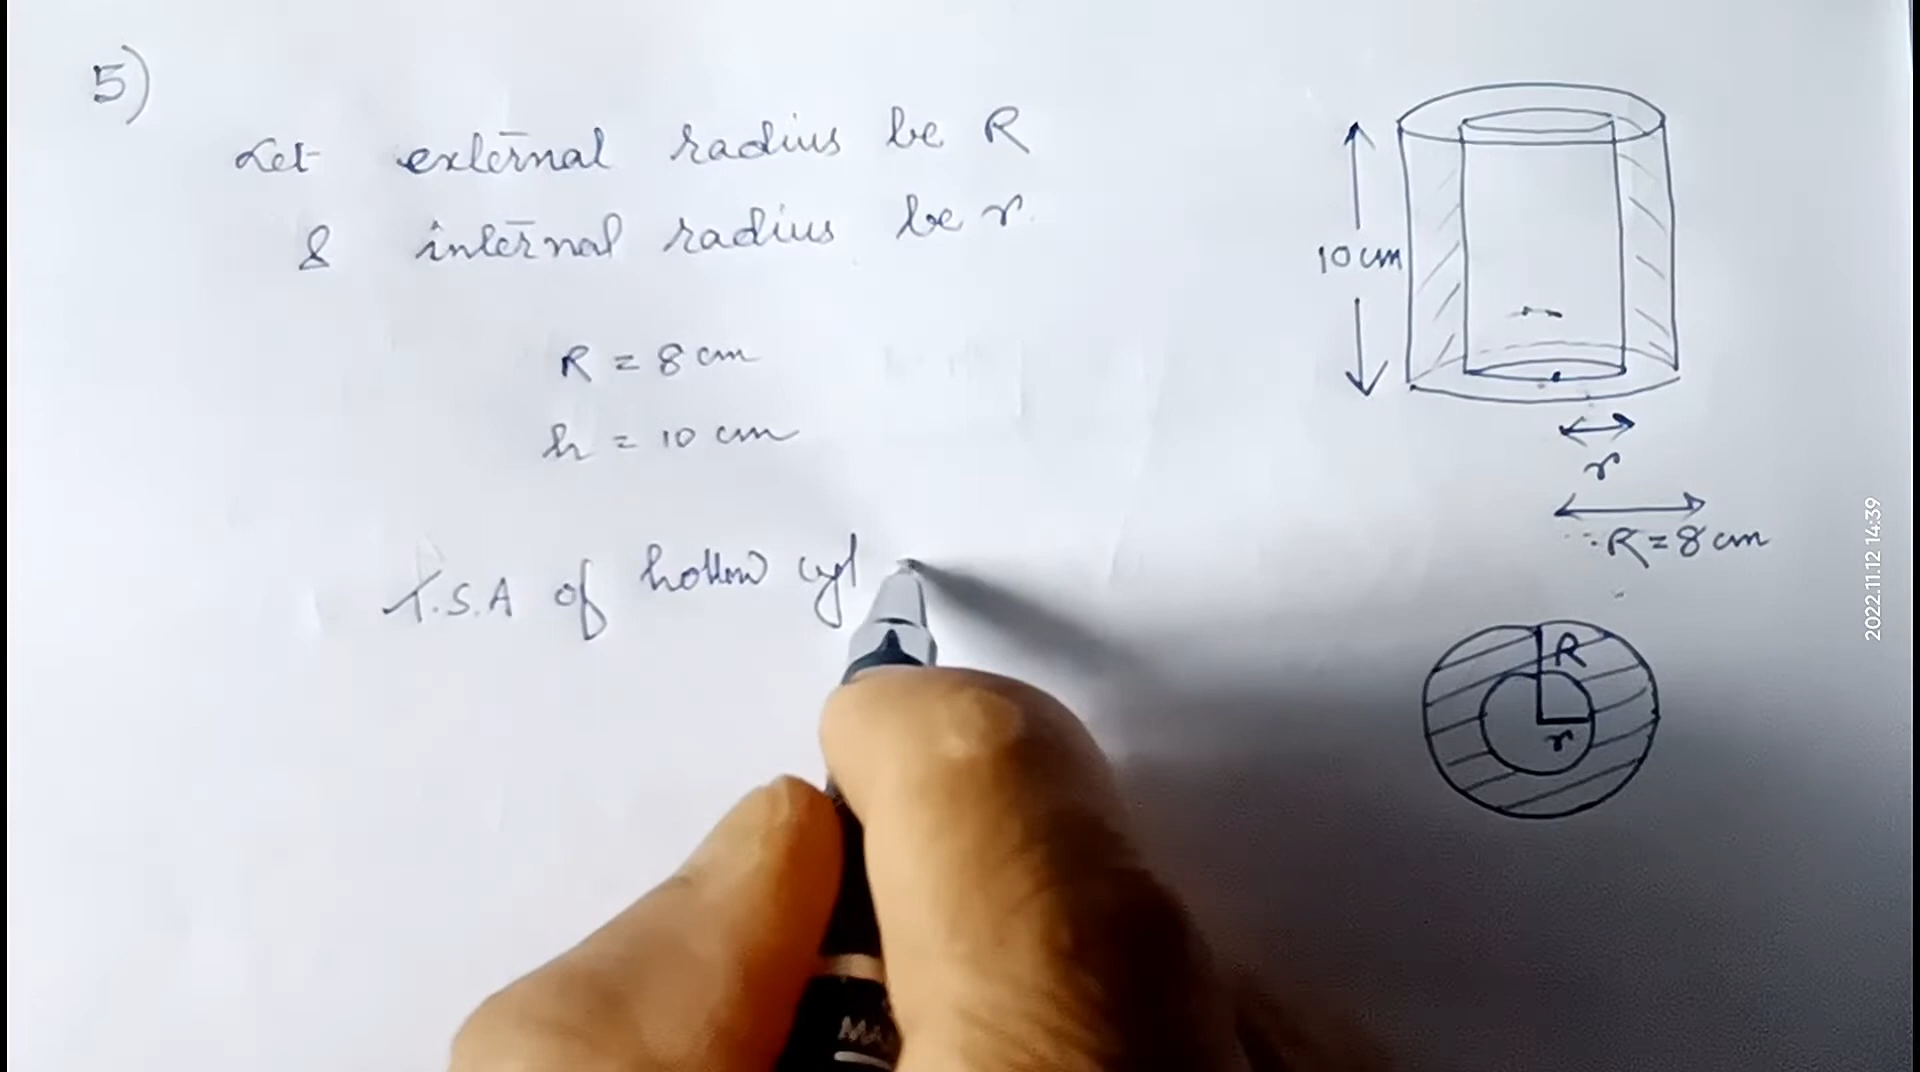 5)
Let external radius be R
& internal radius be r.
R = 8 cm
h = 10 cm
T.S.A of hollow cyl
10 cm
r
R = 8 cm
R
r
2022.11.12 14:39